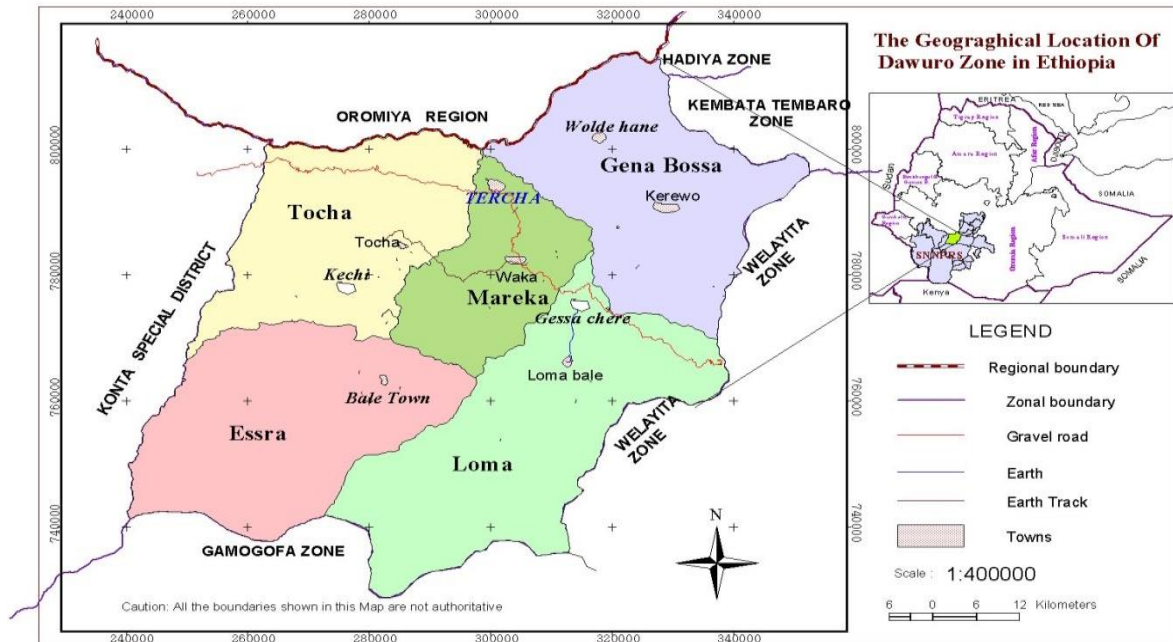 240000 260000 280000 300000 320000 340000
The Geograghical Location Of
Dawuro Zone in Ethiopia
HADIYA ZONE
KEMBATA TEMBARO
ZONE
OROMIYA REGION
800000
800000
Wolde hane
Gena Bossa
Kerewo
TERCHA
Tocha
Tocha
Kechi
780000
780000
Waka
Mareka
Gessa chere
WELAYITA
ZONE
KONTA SPECIAL DISTRICT
Loma bale
Bale Town
760000
760000
Essra
Loma
WELAYITA
ZONE
740000
740000
GAMOGOFA ZONE
N
Caution: All the boundaries shown in this Map are not authoritative
240000 260000 280000 300000 320000 340000
ERITREA
Tigray Region
Afar Region
Amara Region
Sudan
SOMALIA
Oromia Region
Somali Region
SNNPRS
Kenya
SOMALIA
LEGEND
Regional boundary
Zonal boundary
Gravel road
Earth
Earth Track
Towns
Scale : 1:400000
6 0 6 12 Kilometers